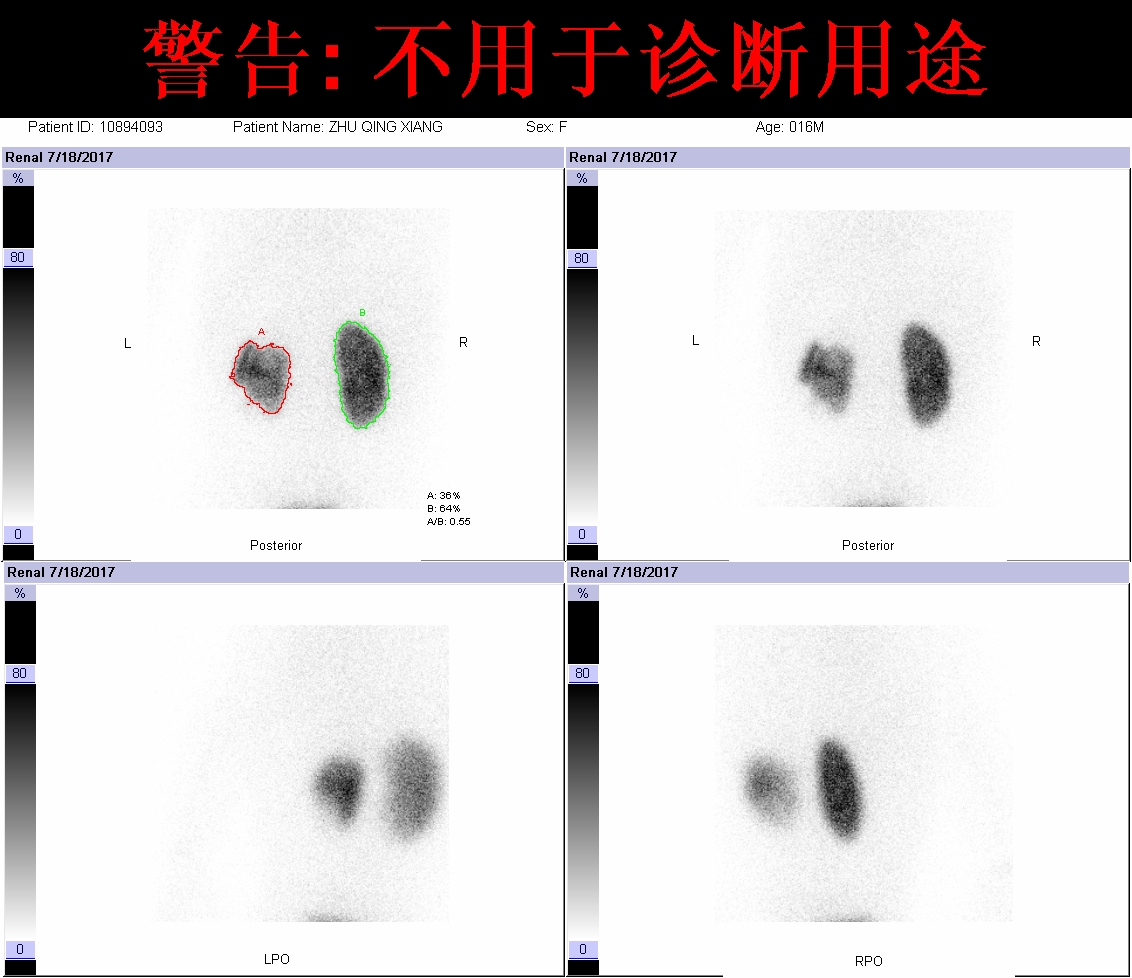 警告: 不用于诊断用途
Patient ID: 10894093 Patient Name: ZHU QING XIANG Sex: F Age: 016M
Renal 7/18/2017
%
80
A
B
L
R
A: 36%
B: 64%
A/B: 0.55
0
Posterior
Renal 7/18/2017
%
80
L
R
0
Posterior
Renal 7/18/2017
%
80
0
LPO
Renal 7/18/2017
%
80
0
RPO